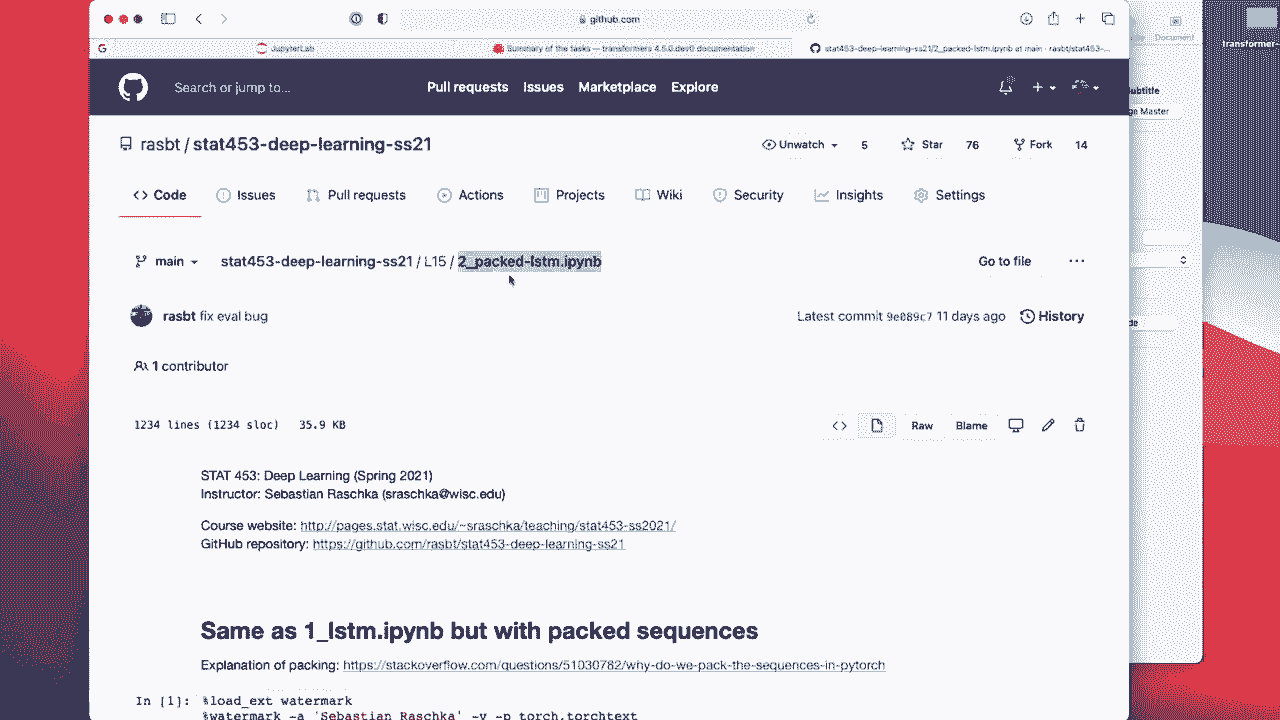 github.com
JupyterLab
Summary of the tasks — transformers 4.5.0.dev0 documentation
stat453-deep-learning-ss21/2_packed-lstm.ipynb at main · rasbt/stat453-...
Document
Transformer
Search or jump to...
Pull requests Issues Marketplace Explore
ubtitle
ge Master
rasbt / stat453-deep-learning-ss21
Unwatch 5 Star 76 Fork 14
<> Code Issues Pull requests Actions Projects Wiki Security Insights Settings
main stat453-deep-learning-ss21 / L15 / 2_packed-lstm.ipynb Go to file ...
rasbt fix eval bug Latest commit 9e089c7 11 days ago History
de
1 contributor
1234 lines (1234 sloc) 35.9 KB <> Raw Blame
STAT 453: Deep Learning (Spring 2021)
Instructor: Sebastian Raschka (sraschka@wisc.edu)
Course website: http://pages.stat.wisc.edu/~sraschka/teaching/stat453-ss2021/
GitHub repository: https://github.com/rasbt/stat453-deep-learning-ss21
Same as 1_lstm.ipynb but with packed sequences
Explanation of packing: https://stackoverflow.com/questions/51030782/why-do-we-pack-the-sequences-in-pytorch
In [1]: %load_ext watermark
%watermark -a 'Sebastian Raschka' -v -p torch,torchtext